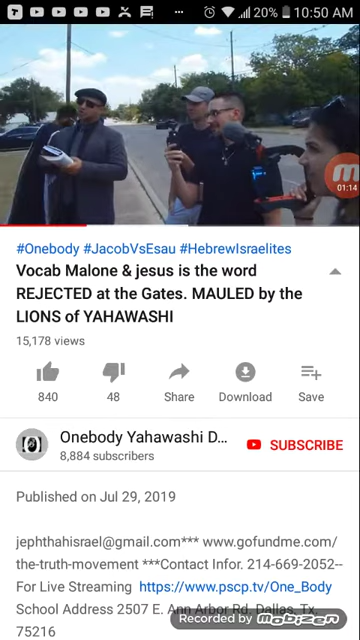 20% 10:50 AM
01:14
#Onebody #JacobVsEsau #HebrewIsraelites
Vocab Malone & jesus is the word
REJECTED at the Gates. MAULED by the
LIONS of YAHAWASHI
15,178 views
840 48 Share Download Save
Onebody Yahawashi D...
8,884 subscribers
SUBSCRIBE
Published on Jul 29, 2019
jephthahisrael@gmail.com*** www.gofundme.com/
the-truth-movement ***Contact Infor. 214-669-2052--
For Live Streaming https://www.pscp.tv/One_Body
School Address 2507 E. Ann Arbor Rd, Dallas, Tx,
75216
Recorded by mobizen